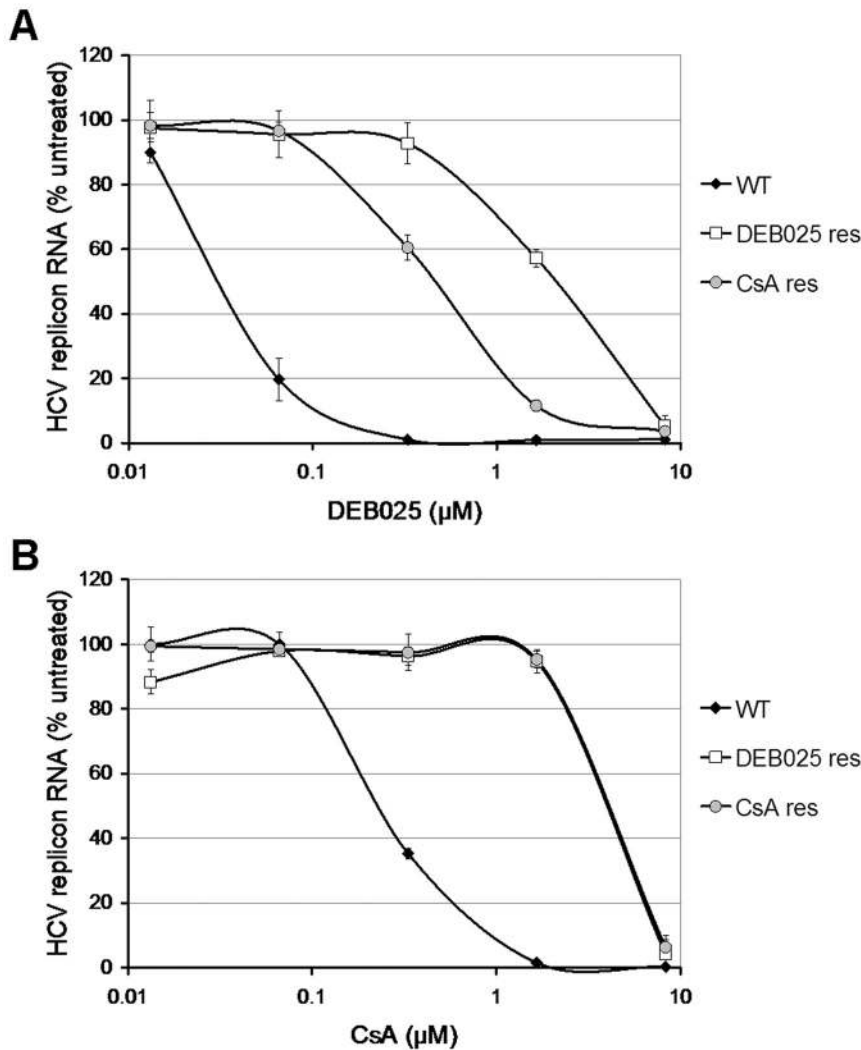 A
120
100
80
60
40
20
0
HCV replicon RNA (% untreated)
0.01 0.1 1 10
DEB025 (µM)
WT
DEB025 res
CsA res
B
120
100
80
60
40
20
0
HCV replicon RNA (% untreated)
0.01 0.1 1 10
CsA (µM)
WT
DEB025 res
CsA res